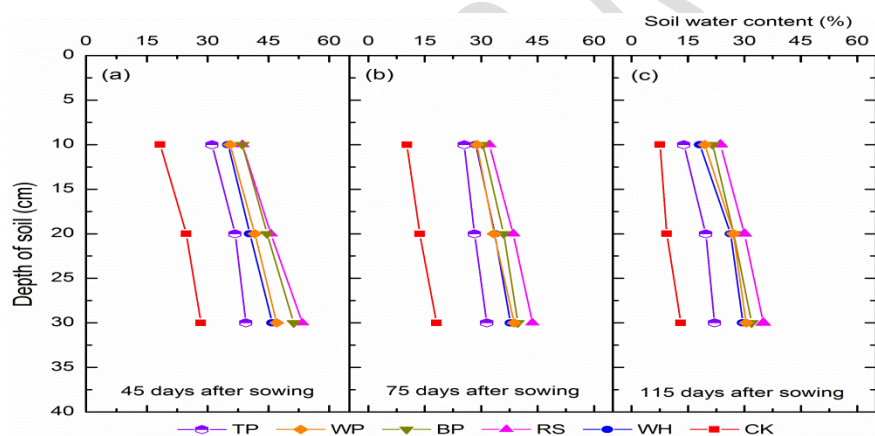 Soil water content (%)
0 15 30 45 60 0 15 30 45 60 0 15 30 45 60
0
(a) (b) (c)
5
10
15
20
Depth of soil (cm)
25
30
35
45 days after sowing 75 days after sowing 115 days after sowing
40
TP WP BP RS WH CK